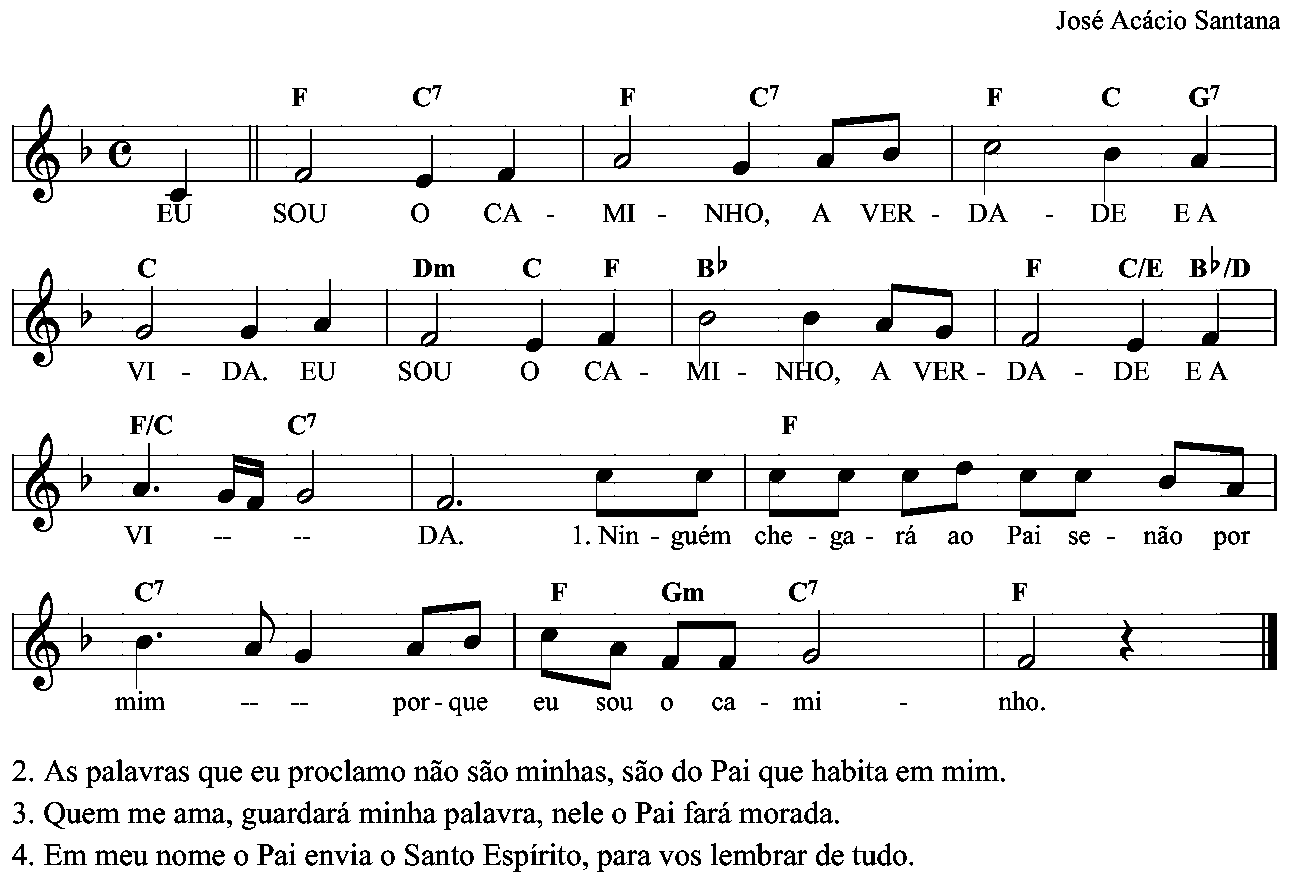 José Acácio Santana
F C7 F C7 F C G7
EU SOU O CA - MI - NHO, A VER - DA - DE E A
C Dm C F B♭ F C/E B♭/D
VI - DA. EU SOU O CA - MI - NHO, A VER - DA - DE E A
F/C C7 F
VI -- -- DA. 1. Nin - guém che - ga - rá ao Pai se - não por
C7 F Gm C7 F
mim -- -- por - que eu sou o ca - mi - nho.
2. As palavras que eu proclamo não são minhas, são do Pai que habita em mim.
3. Quem me ama, guardará minha palavra, nele o Pai fará morada.
4. Em meu nome o Pai envia o Santo Espírito, para vos lembrar de tudo.